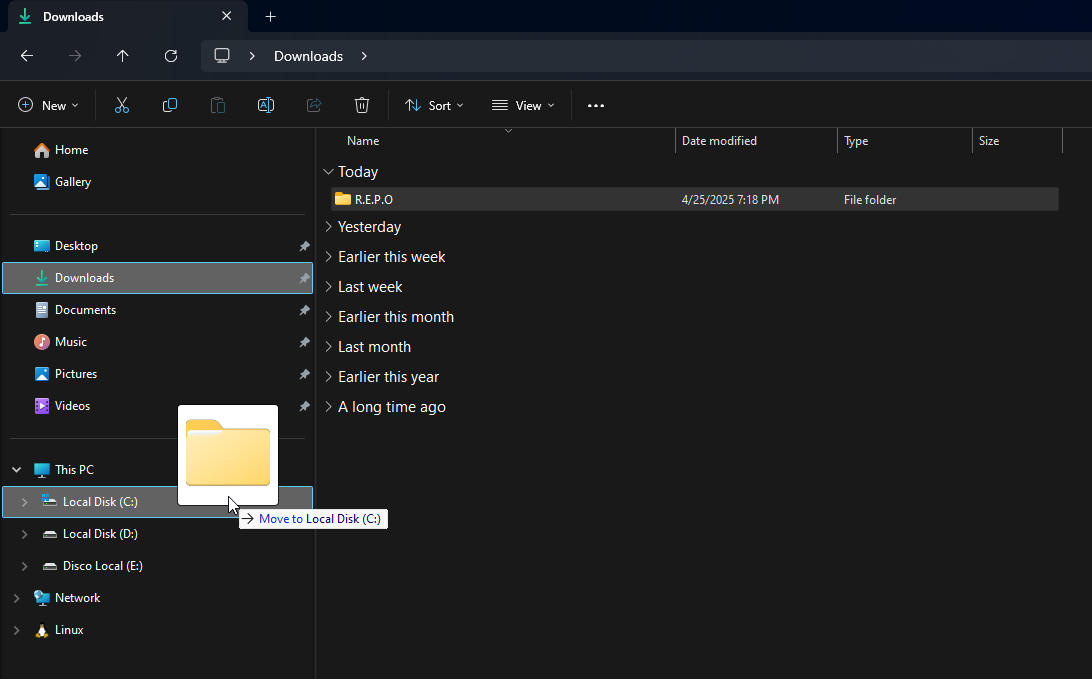 Downloads
Downloads
New
Sort
View
Home
Gallery
Desktop
Downloads
Documents
Music
Pictures
Videos
This PC
Local Disk (C:)
Move to Local Disk (C:)
Local Disk (D:)
Disco Local (E:)
Network
Linux
Name Date modified Type Size
Today
R.E.P.O 4/25/2025 7:18 PM File folder
Yesterday
Earlier this week
Last week
Earlier this month
Last month
Earlier this year
A long time ago